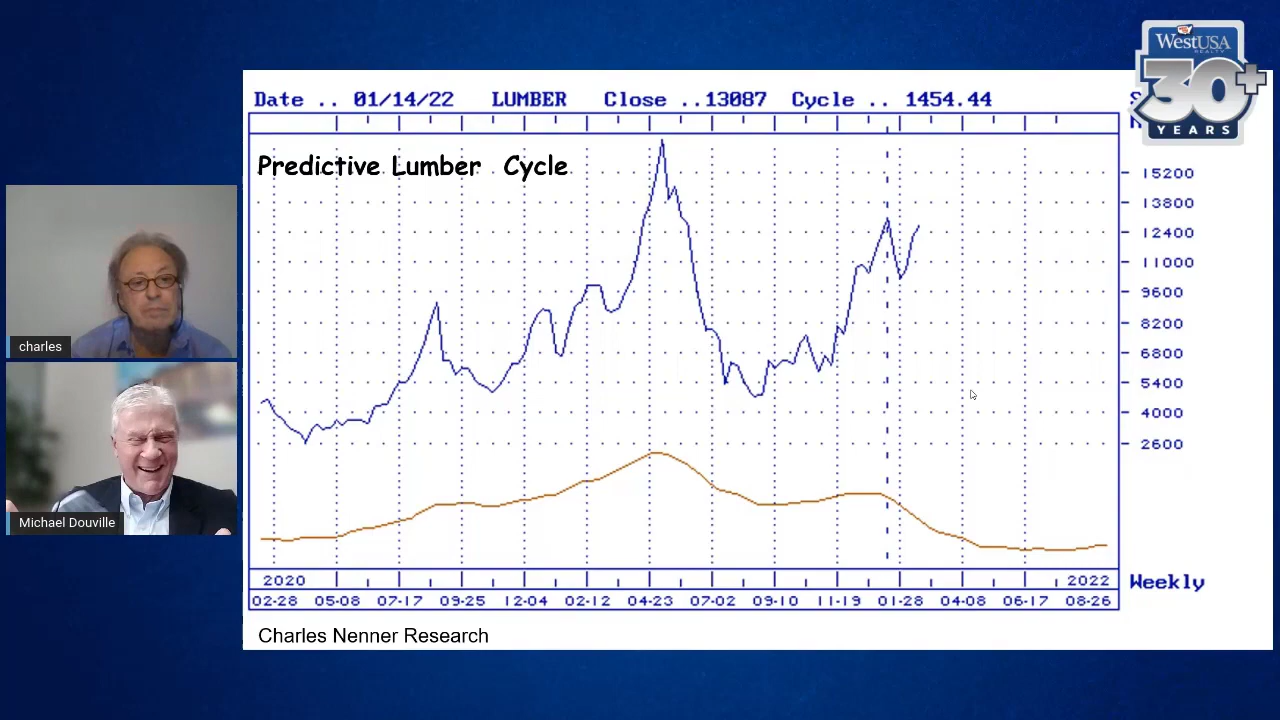 WestUSA
REALTY
30+
YEARS
Date .. 01/14/22 LUMBER Close ..13087 Cycle .. 1454.44
Predictive Lumber Cycle
15200
13800
12400
11000
9600
8200
6800
5400
4000
2600
charles
Michael Douville
2020 2022
Weekly
02-28 05-08 07-17 09-25 12-04 02-12 04-23 07-02 09-10 11-19 01-28 04-08 06-17 08-26
Charles Nenner Research